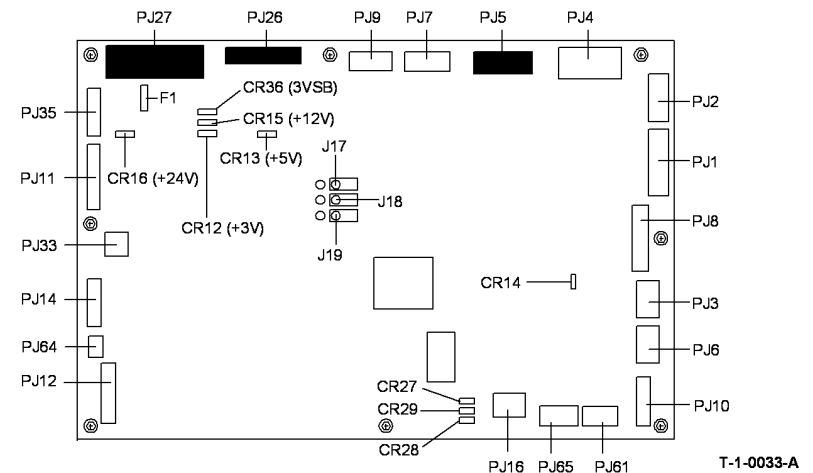 PJ27 PJ26 PJ9 PJ7 PJ5 PJ4
CR36 (3VSB)
F1
PJ2
PJ35
CR15 (+12V)
J17
CR13 (+5V)
PJ1
PJ11
CR16 (+24V)
J18
CR12 (+3V)
PJ8
PJ33
J19
CR14
PJ14
PJ3
PJ64
PJ6
PJ12
CR27
CR29
PJ10
CR28
PJ16 PJ65 PJ61
T-1-0033-A